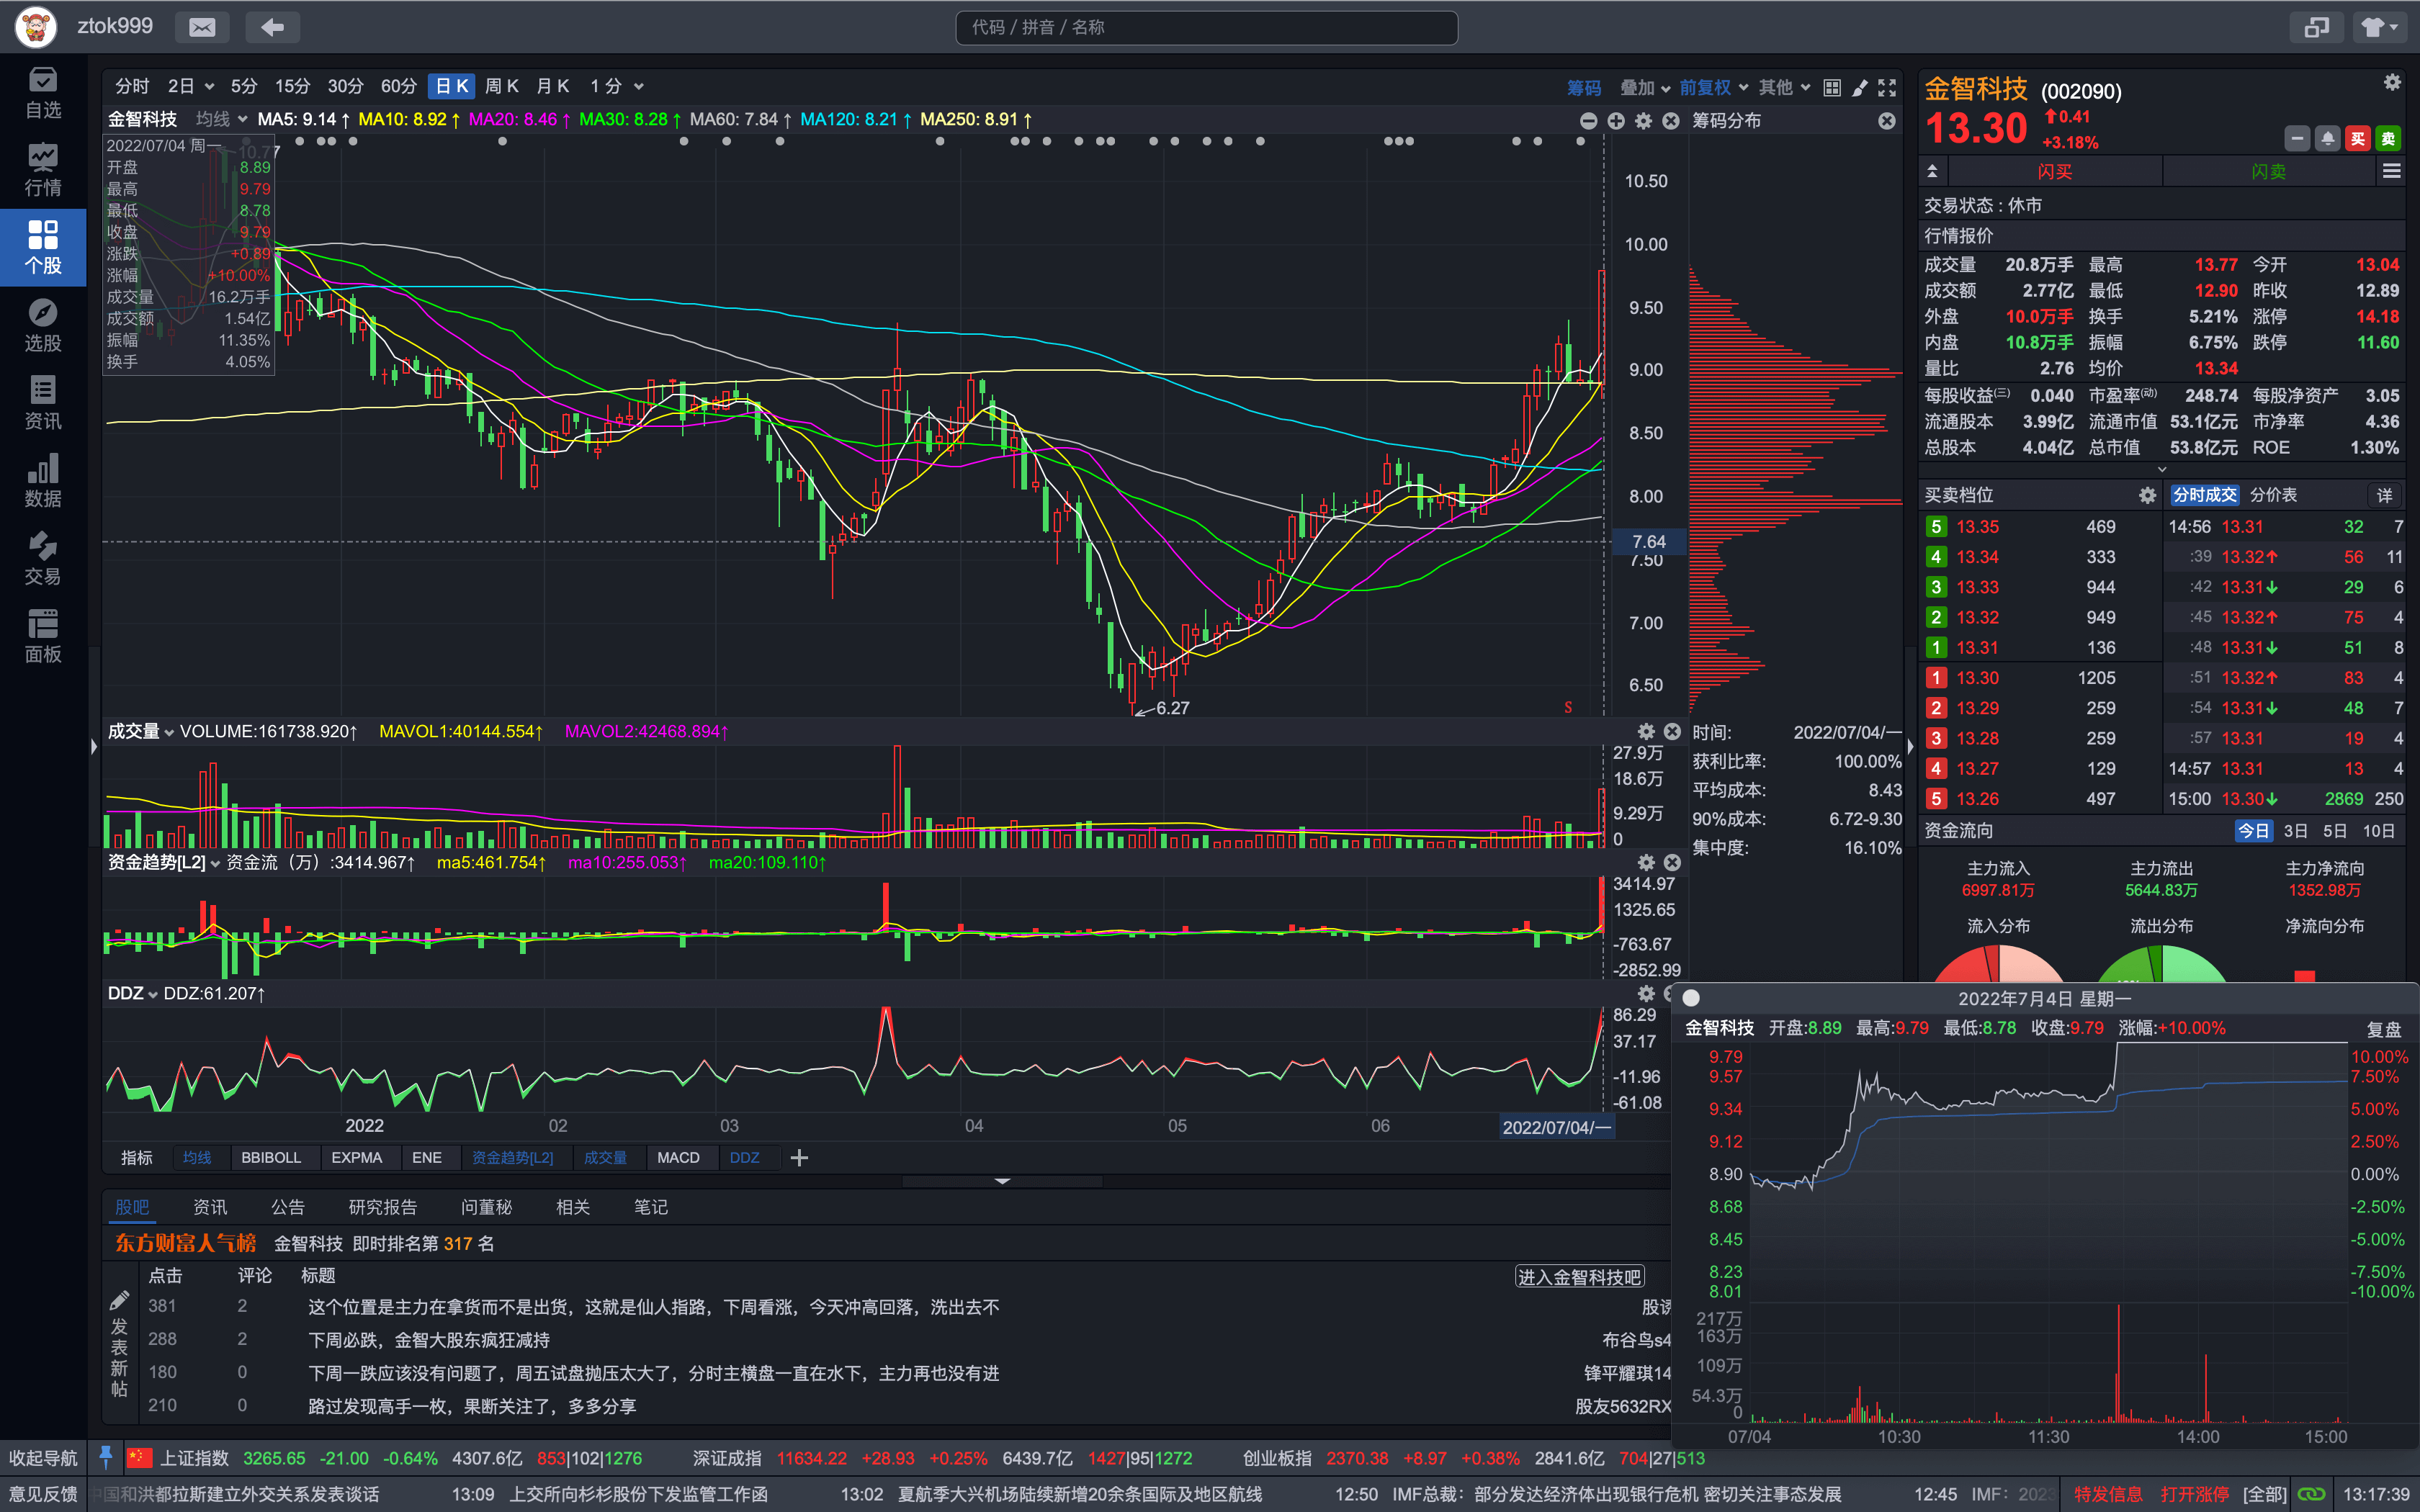 ztok999
代码 / 拼音 / 名称
自选
行情
个股
选股
资讯
数据
交易
面板
分时 2日 5分 15分 30分 60分 日K 周K 月K 1分
筹码 叠加 前复权 其他
金智科技 均线 MA5: 9.14↑ MA10: 8.92↑ MA20: 8.46↑ MA30: 8.28↑ MA60: 7.84↑ MA120: 8.21↑ MA250: 8.91↑
筹码分布
2022/07/04 周一
10.77
开盘 8.89
最高 9.79
最低 8.78
收盘 9.79
涨跌 +0.89
涨幅 +10.00%
成交量 16.2万手
成交额 1.54亿
振幅 11.35%
换手 4.05%
10.50
10.00
9.50
9.00
8.50
8.00
7.64
7.50
7.00
6.50
6.27
S
成交量 VOLUME:161738.920↑ MAVOL1:40144.554↑ MAVOL2:42468.894↑
27.9万
18.6万
9.29万
0
资金趋势[L2] 资金流（万）:3414.967↑ ma5:461.754↑ ma10:255.053↑ ma20:109.110↑
3414.97
1325.65
-763.67
-2852.99
DDZ DDZ:61.207↑
86.29
37.17
-11.96
-61.08
2022 02 03 04 05 06 2022/07/04/一
指标 均线 BBIBOLL EXPMA ENE 资金趋势[L2] 成交量 MACD DDZ
时间: 2022/07/04/一
获利比率: 100.00%
平均成本: 8.43
90%成本: 6.72-9.30
集中度: 16.10%
股吧 资讯 公告 研究报告 问董秘 相关 笔记
东方财富人气榜 金智科技 即时排名第 317 名
点击 评论 标题 进入金智科技吧
发表新帖
381 2 这个位置是主力在拿货而不是出货，这就是仙人指路，下周看涨，今天冲高回落，洗出去不 股
288 2 下周必跌，金智大股东疯狂减持 布谷鸟s4
180 0 下周一跌应该没有问题了，周五试盘抛压太大了，分时主横盘一直在水下，主力再也没有进 锋平耀琪14
210 0 路过发现高手一枚，果断关注了，多多分享 股友5632RX
金智科技 (002090)
13.30 0.41
+3.18%
买 卖
闪买 闪卖
交易状态 : 休市
行情报价
成交量 20.8万手 最高 13.77 今开 13.04
成交额 2.77亿 最低 12.90 昨收 12.89
外盘 10.0万手 换手 5.21% 涨停 14.18
内盘 10.8万手 振幅 6.75% 跌停 11.60
量比 2.76 均价 13.34
每股收益(三) 0.040 市盈率(动) 248.74 每股净资产 3.05
流通股本 3.99亿 流通市值 53.1亿元 市净率 4.36
总股本 4.04亿 总市值 53.8亿元 ROE 1.30%
买卖档位 分时成交 分价表 详
5 13.35 469 14:56 13.31 32 7
4 13.34 333 :39 13.32↑ 56 11
3 13.33 944 :42 13.31↓ 29 6
2 13.32 949 :45 13.32↑ 75 4
1 13.31 136 :48 13.31↓ 51 8
1 13.30 1205 :51 13.32↑ 83 4
2 13.29 259 :54 13.31↓ 48 7
3 13.28 259 :57 13.31 19 4
4 13.27 129 14:57 13.31 13 4
5 13.26 497 15:00 13.30↓ 2869 250
资金流向 今日 3日 5日 10日
主力流入 主力流出 主力净流向
6997.81万 5644.83万 1352.98万
流入分布 流出分布 净流向分布
2022年7月4日 星期一
金智科技 开盘:8.89 最高:9.79 最低:8.78 收盘:9.79 涨幅:+10.00% 复盘
9.79 10.00%
9.57 7.50%
9.34 5.00%
9.12 2.50%
8.90 0.00%
8.68 -2.50%
8.45 -5.00%
8.23 -7.50%
8.01 -10.00%
217万
163万
109万
54.3万
0
07/04 10:30 11:30 14:00 15:00
收起导航 上证指数 3265.65 -21.00 -0.64% 4307.6亿 853|102|1276 深证成指 11634.22 +28.93 +0.25% 6439.7亿 1427|95|1272 创业板指 2370.38 +8.97 +0.38% 2841.6亿 704|27|513
意见反馈 中国和洪都拉斯建立外交关系发表谈话 13:09 上交所向杉杉股份下发监管工作函 13:02 夏航季大兴机场陆续新增20余条国际及地区航线 12:50 IMF总裁：部分发达经济体出现银行危机 密切关注事态发展 12:45 IMF：2023 特发信息 打开涨停 [全部] 13:17:39